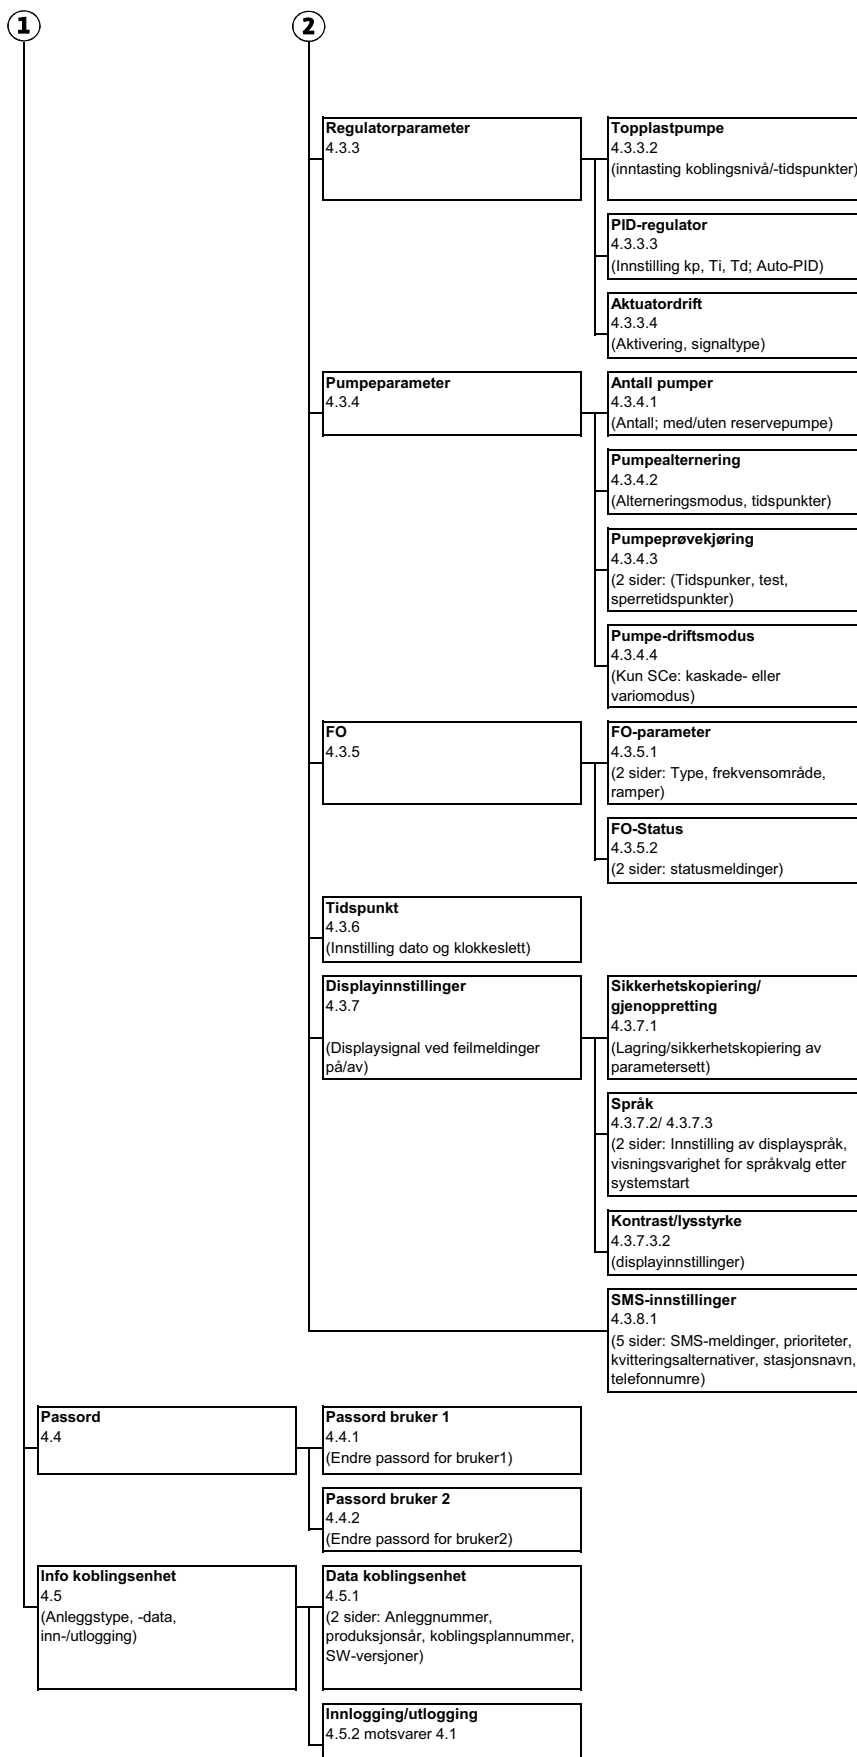 1
2
Regulatorparameter
4.3.3
Topplastpumpe
4.3.3.2
(inntasting koblingsnivå/-tidspunkter)
PID-regulator
4.3.3.3
(Innstilling kp, Ti, Td; Auto-PID)
Aktuatordrift
4.3.3.4
(Aktivering, signaltype)
Pumpeparameter
4.3.4
Antall pumper
4.3.4.1
(Antall; med/uten reservepumpe)
Pumpealternering
4.3.4.2
(Alterneringsmodus, tidspunkter)
Pumpeprøvekjøring
4.3.4.3
(2 sider: (Tidspunker, test,
sperretidspunkter)
Pumpe-driftsmodus
4.3.4.4
(Kun SCe: kaskade- eller
variomodus)
FO
4.3.5
FO-parameter
4.3.5.1
(2 sider: Type, frekvensområde,
ramper)
FO-Status
4.3.5.2
(2 sider: statusmeldinger)
Tidspunkt
4.3.6
(Innstilling dato og klokkeslett)
Displayinnstillinger
4.3.7
(Displaysignal ved feilmeldinger
på/av)
Sikkerhetskopiering/
gjenoppretting
4.3.7.1
(Lagring/sikkerhetskopiering av
parametersett)
Språk
4.3.7.2/ 4.3.7.3
(2 sider: Innstilling av displayspråk,
visningsvarighet for språkvalg etter
systemstart
Kontrast/lysstyrke
4.3.7.3.2
(displayinnstillinger)
SMS-innstillinger
4.3.8.1
(5 sider: SMS-meldinger, prioriteter,
kvitteringsalternativer, stasjonsnavn,
telefonnumre)
Passord
4.4
Passord bruker 1
4.4.1
(Endre passord for bruker1)
Passord bruker 2
4.4.2
(Endre passord for bruker2)
Info koblingsenhet
4.5
(Anleggstype, -data,
inn-/utlogging)
Data koblingsenhet
4.5.1
(2 sider: Anleggnummer,
produksjonsår, koblingsplannummer,
SW-versjoner)
Innlogging/utlogging
4.5.2 motsvarer 4.1